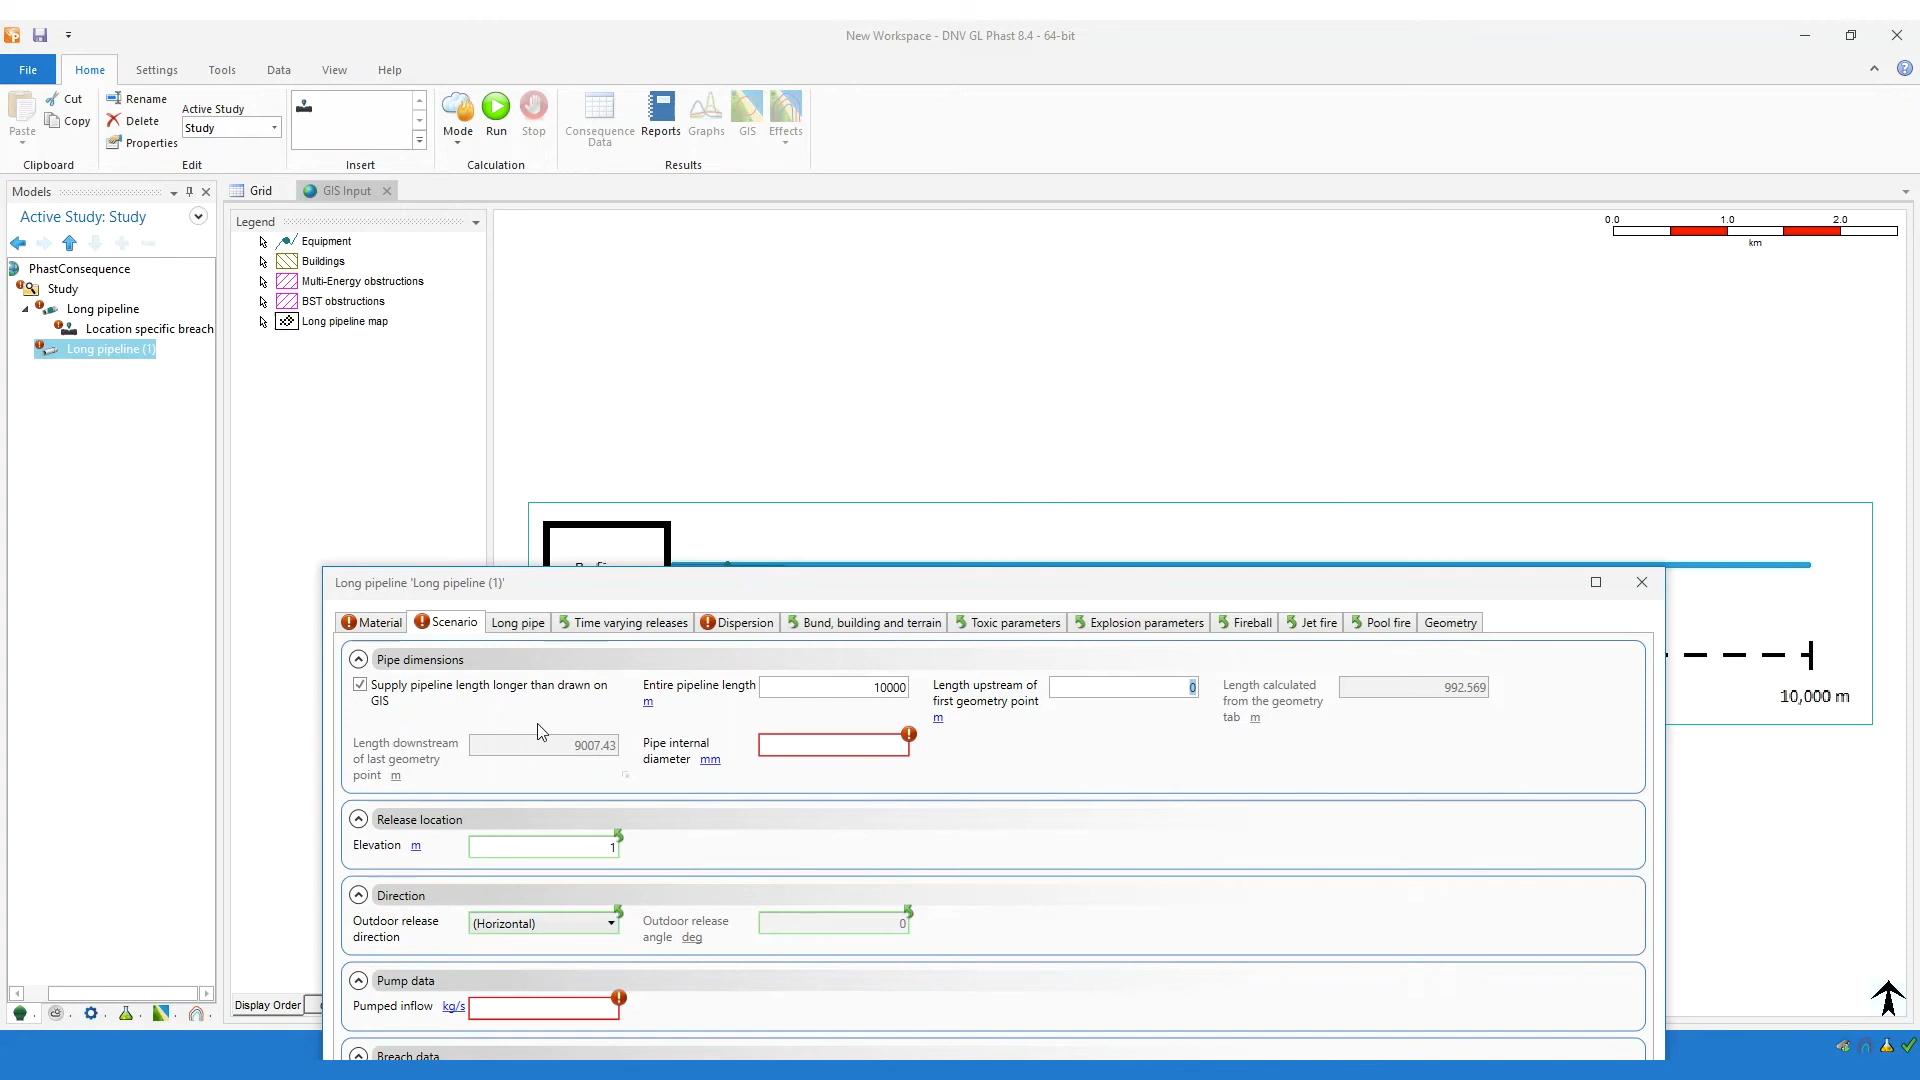 New Workspace - DNV GL Phast 8.4 - 64-bit
File Home Settings Tools Data View Help
Paste
Cut
Copy
Clipboard
Rename
Delete
Properties
Active Study
Study
Edit
Insert
Mode Run Stop
Calculation
Consequence Data Reports Graphs GIS Effects
Results
Models
Active Study: Study
PhastConsequence
Study
Long pipeline
Location specific breach
Long pipeline (1)
Grid GIS Input
Legend
Equipment
Buildings
Multi-Energy obstructions
BST obstructions
Long pipeline map
Display Order
0.0 1.0 2.0
km
10,000 m
Long pipeline 'Long pipeline (1)'
Material Scenario Long pipe Time varying releases Dispersion Bund, building and terrain Toxic parameters Explosion parameters Fireball Jet fire Pool fire Geometry
Pipe dimensions
Supply pipeline length longer than drawn on GIS
Entire pipeline length m 10000
Length upstream of first geometry point m 0
Length calculated from the geometry tab m 992.569
Length downstream of last geometry point m 9007.43
Pipe internal diameter mm
Release location
Elevation m 1
Direction
Outdoor release direction (Horizontal)
Outdoor release angle deg 0
Pump data
Pumped inflow kg/s
Breach data